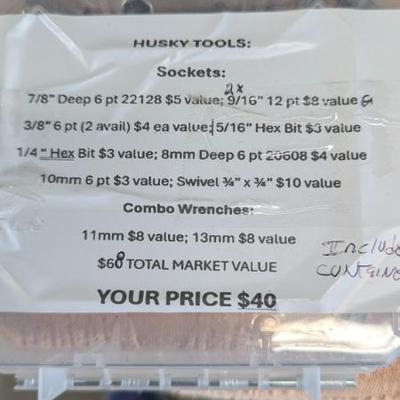 HUSKY TOOLS:
Sockets:
2x
7/8" Deep 6 pt 22128 $5 value; 9/16" 12 pt $8 value
3/8" 6 pt (2 avail) $4 ea value; 5/16" Hex Bit $3 value
1/4" Hex Bit $3 value; 8mm Deep 6 pt 20608 $4 value
10mm 6 pt $3 value; Swivel ¾" x ¾" $10 value
Combo Wrenches:
11mm $8 value; 13mm $8 value
$68 TOTAL MARKET VALUE
Include
CONTAINE
YOUR PRICE $40